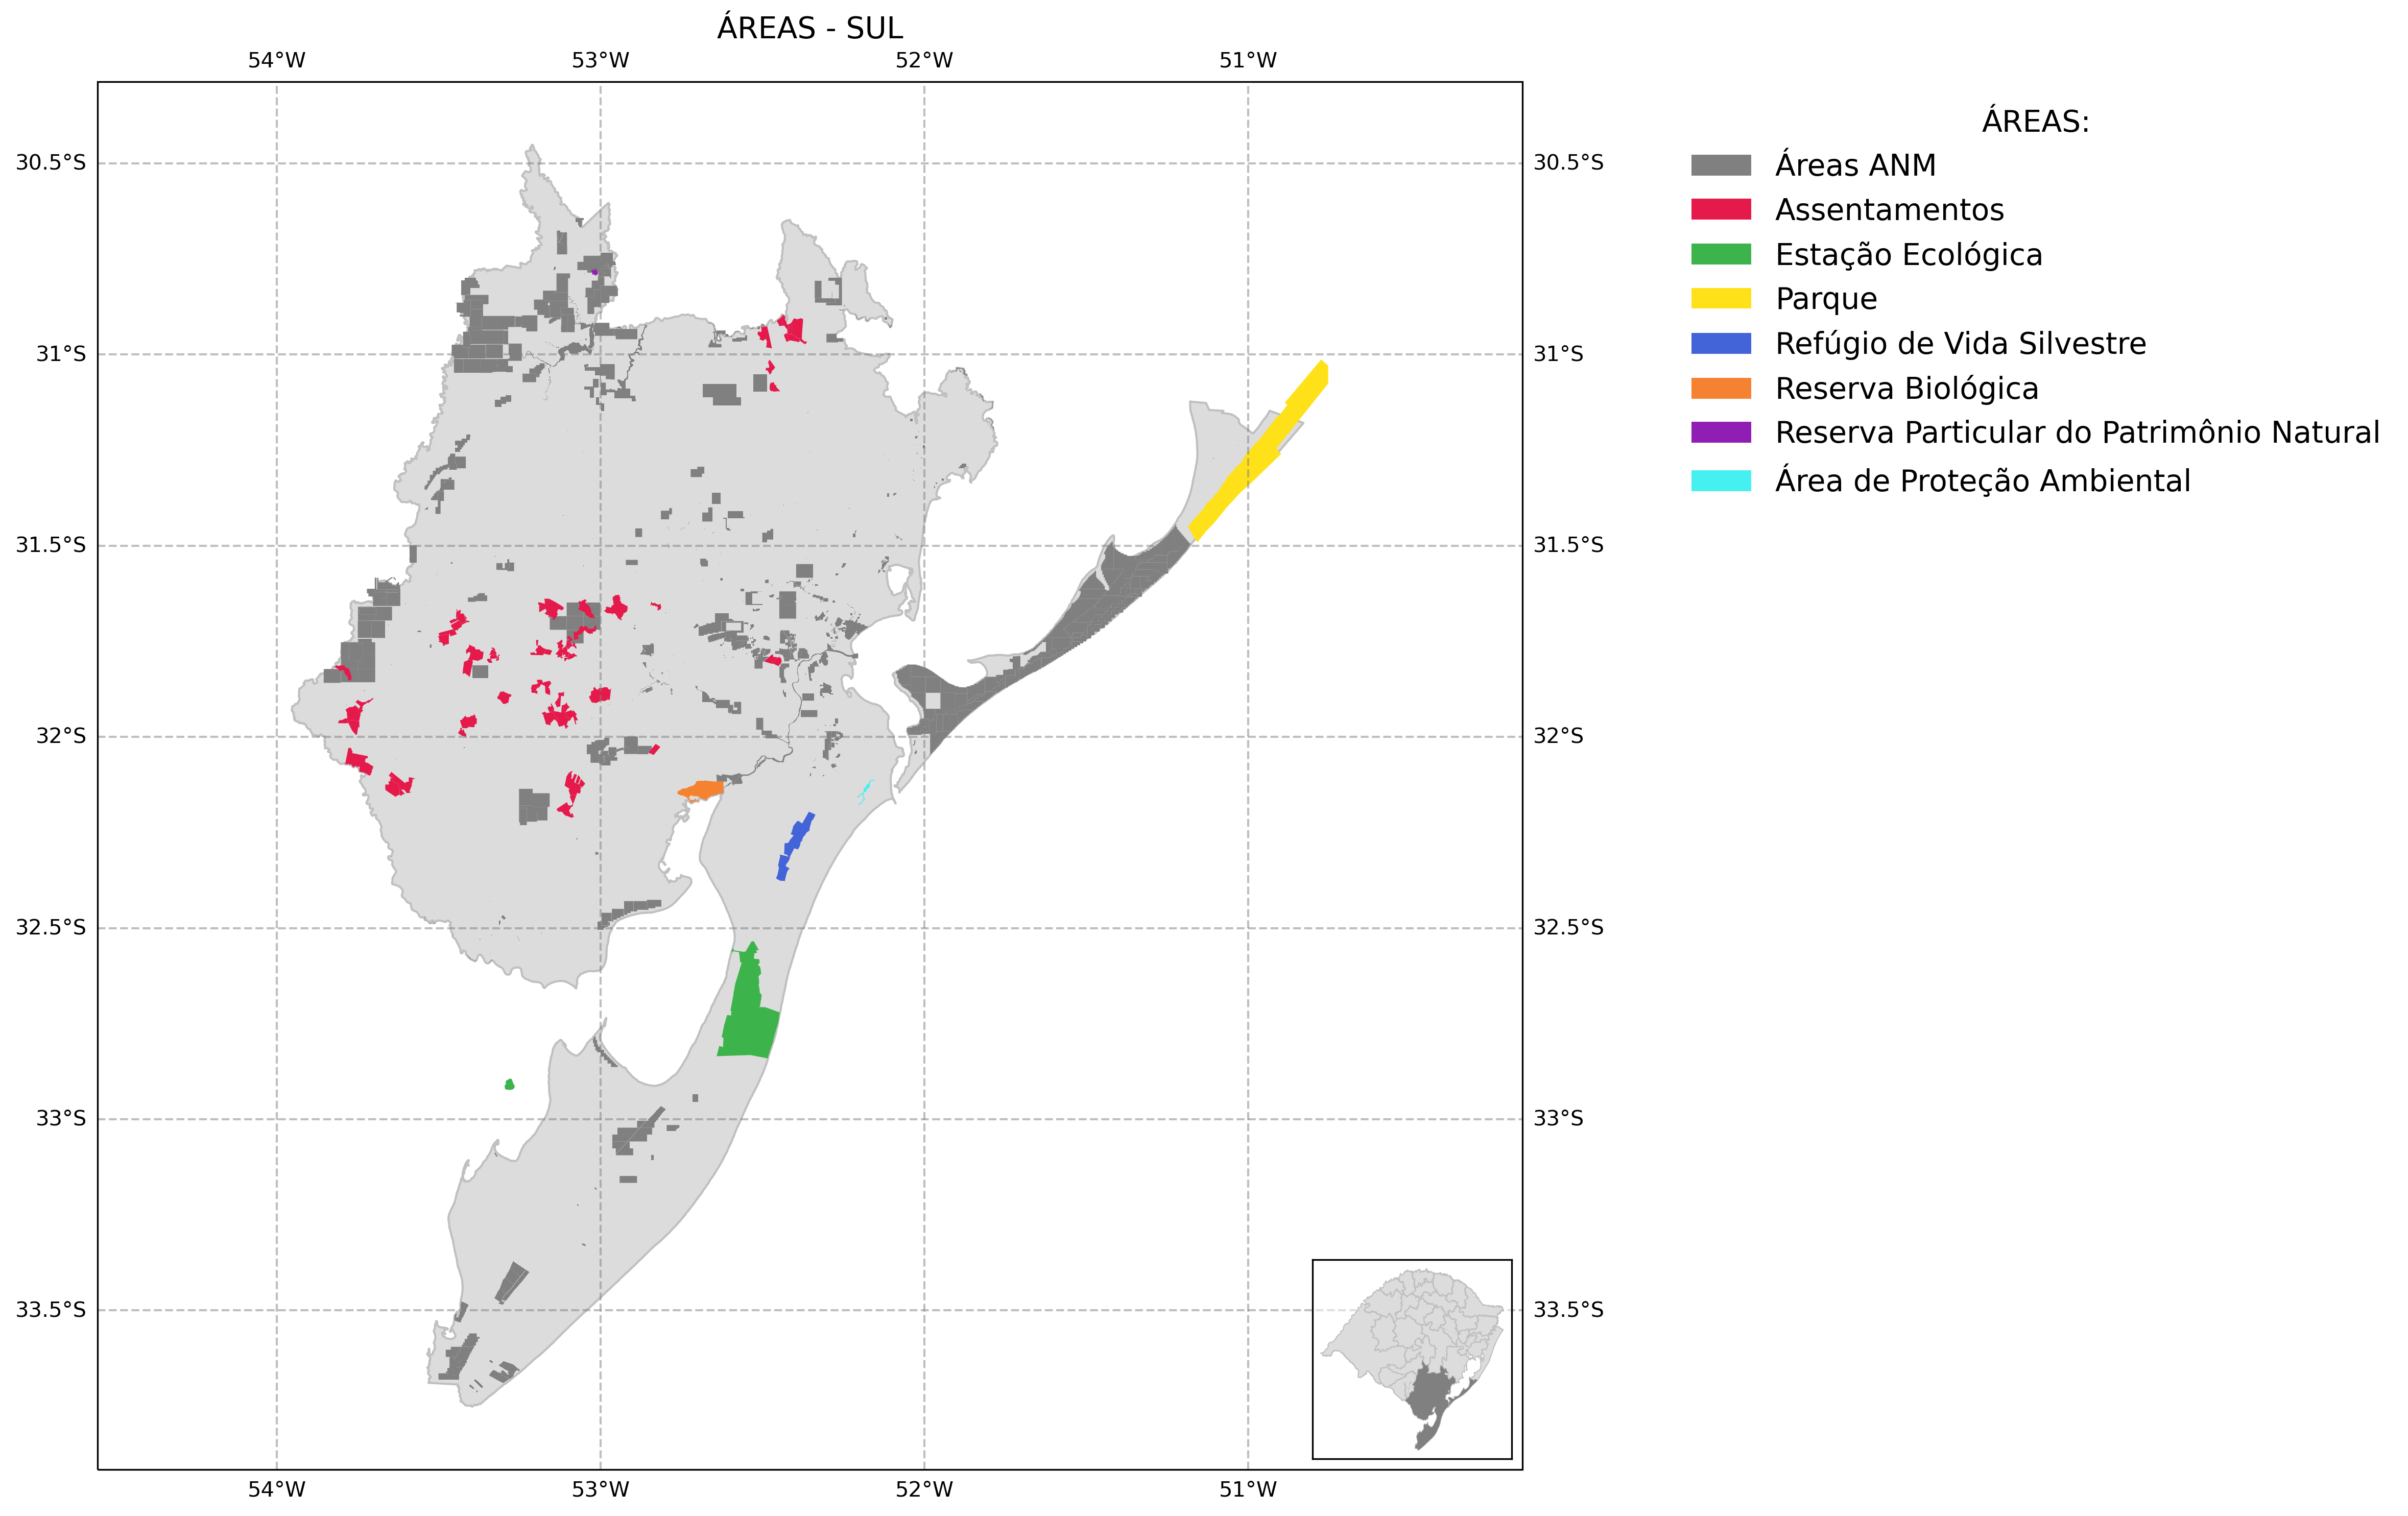 ÁREAS - SUL
54°W 53°W 52°W 51°W
ÁREAS:
30.5°S 30.5°S
Áreas ANM
Assentamentos
Estação Ecológica
Parque
31°S 31°S
Refúgio de Vida Silvestre
Reserva Biológica
Reserva Particular do Patrimônio Natural
Área de Proteção Ambiental
31.5°S 31.5°S
32°S 32°S
32.5°S 32.5°S
33°S 33°S
33.5°S 33.5°S
54°W 53°W 52°W 51°W